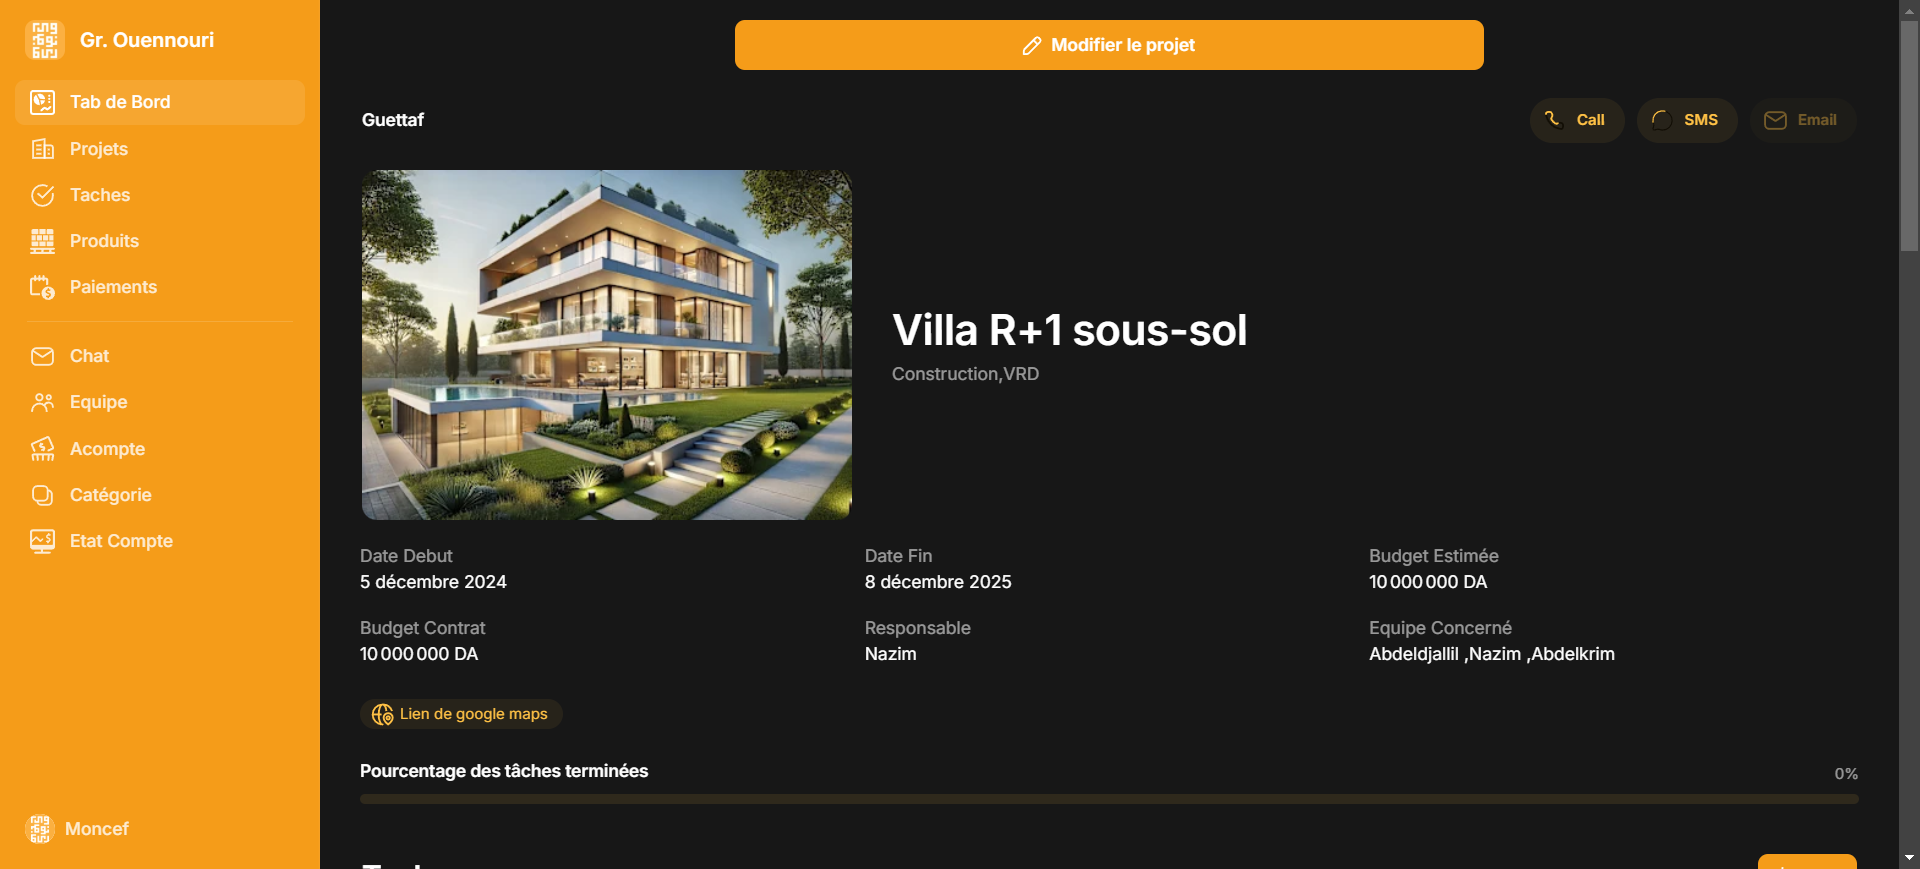 Gr. Ouennouri
Tab de Bord
Projets
Taches
Produits
Paiements
Chat
Equipe
Acompte
Catégorie
Etat Compte
Moncef
Modifier le projet
Guettaf
Call
SMS
Email
Villa R+1 sous-sol
Construction,VRD
Date Debut
5 décembre 2024
Date Fin
8 décembre 2025
Budget Estimée
10 000 000 DA
Budget Contrat
10 000 000 DA
Responsable
Nazim
Equipe Concerné
Abdeldjallil ,Nazim ,Abdelkrim
Lien de google maps
Pourcentage des tâches terminées
0%